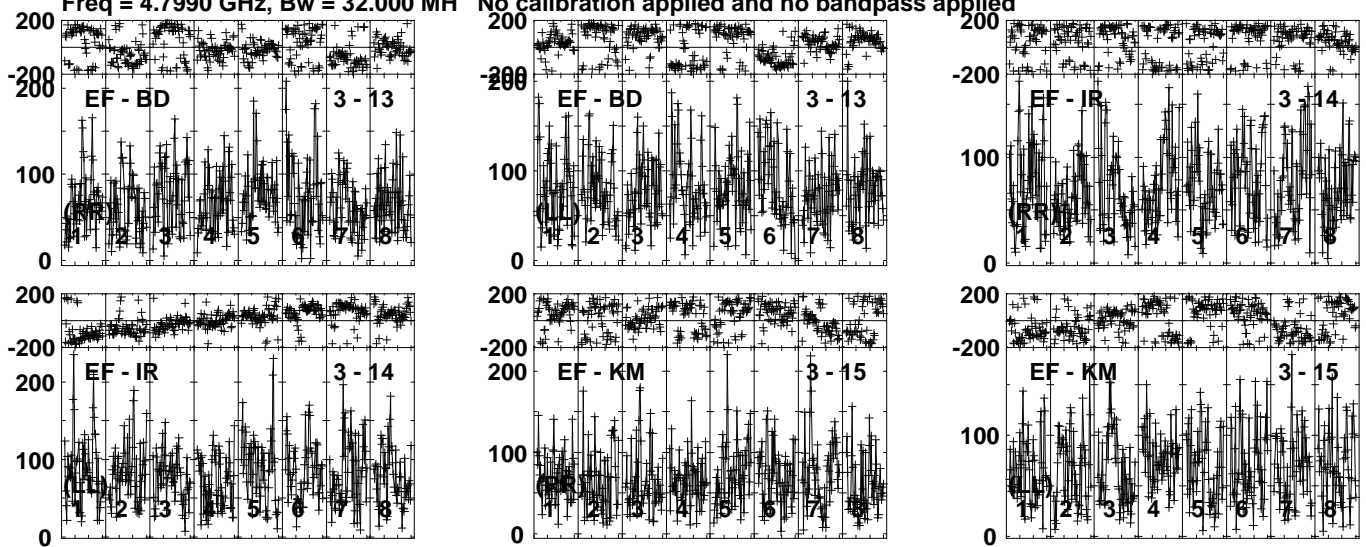 Freq = 4.7990 GHz, Bw = 32.000 MH No calibration applied and no bandpass applied
200
-200
200
100
0
EF - BD 3 - 13
(RR)
1 2 3 4 5 6 7 8
200
-200
200
100
0
EF - BD 3 - 13
(LL)
1 2 3 4 5 6 7 8
200
-200
100
0
EF - IR 3 - 14
(RR)
1 2 3 4 5 6 7 8
200
-200
200
100
0
EF - IR 3 - 14
(LL)
1 2 3 4 5 6 7 8
200
-200
200
100
0
EF - KM 3 - 15
(RR)
1 2 3 4 5 6 7 8
200
-200
100
0
EF - KM 3 - 15
(LL)
1 2 3 4 5 6 7 8